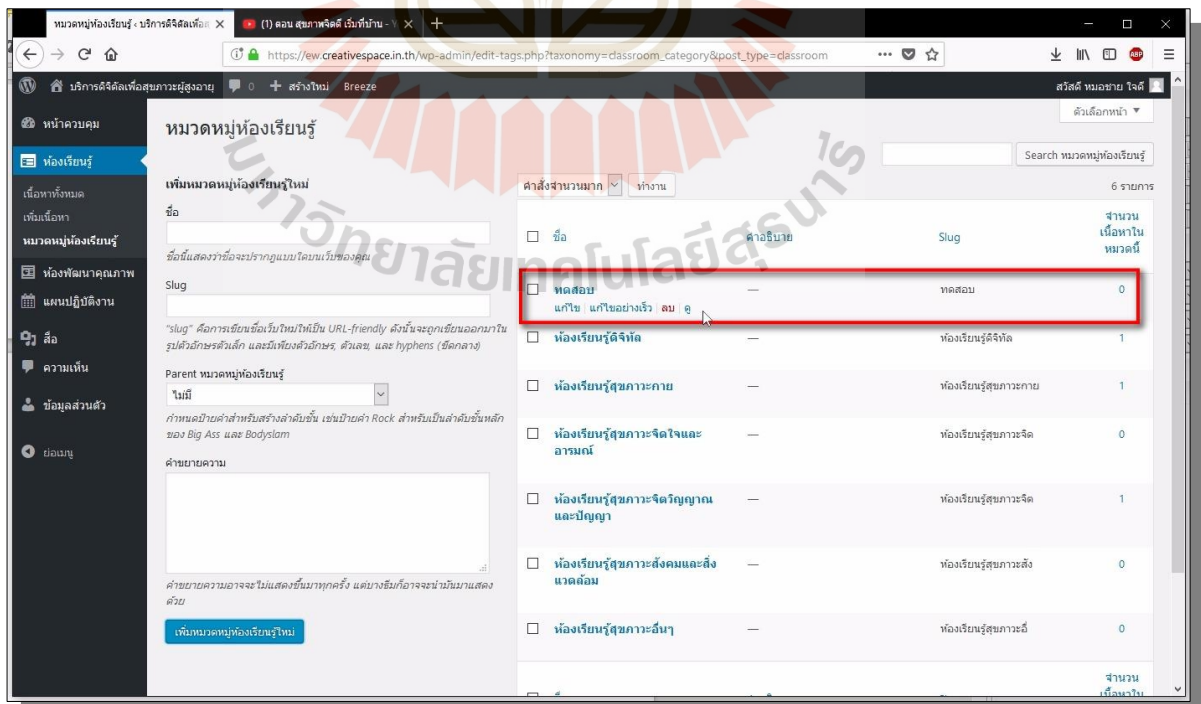 หมวดหมู่ห้องเรียนรู้ ‹ บริการดิจิตัลเพื่อสุ
(1) ตอน สุขภาพจิตดี เริ่มที่บ้าน - Y
https://ew.creativespace.in.th/wp-admin/edit-tags.php?taxonomy=classroom_category&post_type=classroom
ABP
บริการดิจิตัลเพื่อสุขภาวะผู้สูงอายุ 0 + สร้างใหม่ Breeze
สวัสดี หมอชาย ใจดี
ตัวเลือกหน้า
หน้าควบคุม
ห้องเรียนรู้
เนื้อหาทั้งหมด
เพิ่มเนื้อหา
หมวดหมู่ห้องเรียนรู้
ห้องพัฒนาคุณภาพ
แผนปฏิบัติงาน
สื่อ
ความเห็น
ข้อมูลส่วนตัว
ย่อเมนู
หมวดหมู่ห้องเรียนรู้
Search หมวดหมู่ห้องเรียนรู้
เพิ่มหมวดหมู่ห้องเรียนรู้ใหม่
ชื่อ
ชื่อนี้แสดงว่าชื่อจะปรากฏแบบใดบนเว็บของคุณ
Slug
"slug" คือการเขียนชื่อเว็บใหม่ให้เป็น URL-friendly ดังนั้นจะถูกเขียนออกมาใน
รูปตัวอักษรตัวเล็ก และมีเพียงตัวอักษร, ตัวเลข, และ hyphens (ขีดกลาง)
Parent หมวดหมู่ห้องเรียนรู้
ไม่มี
กำหนดป้ายคำสำหรับสร้างลำดับชั้น เช่นป้ายคำ Rock สำหรับเป็นลำดับชั้นหลัก
ของ Big Ass และ Bodyslam
คำขยายความ
คำขยายความอาจจะไม่แสดงขึ้นมาทุกครั้ง แต่บางธีมก็อาจจะนำมันมาแสดง
ด้วย
เพิ่มหมวดหมู่ห้องเรียนรู้ใหม่
คำสั่งจำนวนมาก ทำงาน
6 รายการ
ชื่อ คำอธิบาย Slug จำนวน
เนื้อหาใน
หมวดนี้
ทดสอบ — ทดสอบ 0
แก้ไข | แก้ไขอย่างเร็ว | ลบ | ดู
ห้องเรียนรู้ดิจิทัล — ห้องเรียนรู้ดิจิทัล 1
ห้องเรียนรู้สุขภาวะกาย — ห้องเรียนรู้สุขภาวะกาย 1
ห้องเรียนรู้สุขภาวะจิตใจและ — ห้องเรียนรู้สุขภาวะจิต 0
อารมณ์
ห้องเรียนรู้สุขภาวะจิตวิญญาณ — ห้องเรียนรู้สุขภาวะจิต 1
และปัญญา
ห้องเรียนรู้สุขภาวะสังคมและสิ่ง — ห้องเรียนรู้สุขภาวะสัง 0
แวดล้อม
ห้องเรียนรู้สุขภาวะอื่นๆ — ห้องเรียนรู้สุขภาวะอื่ 0
จำนวน
เนื้อหาใน
มหาวิทยาลัยเทคโนโลยีสุรนารี